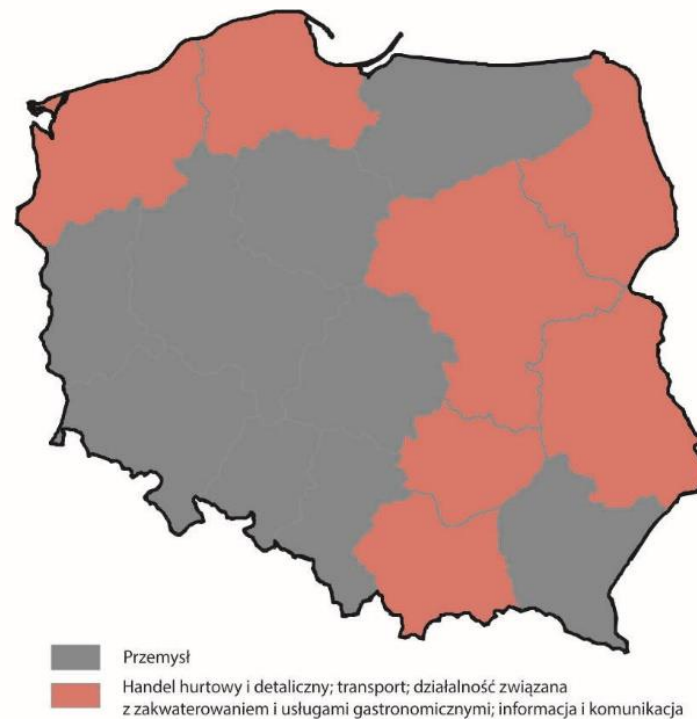 Przemysł
Handel hurtowy i detaliczny; transport; działalność związana
z zakwaterowaniem i usługami gastronomicznymi; informacja i komunikacja